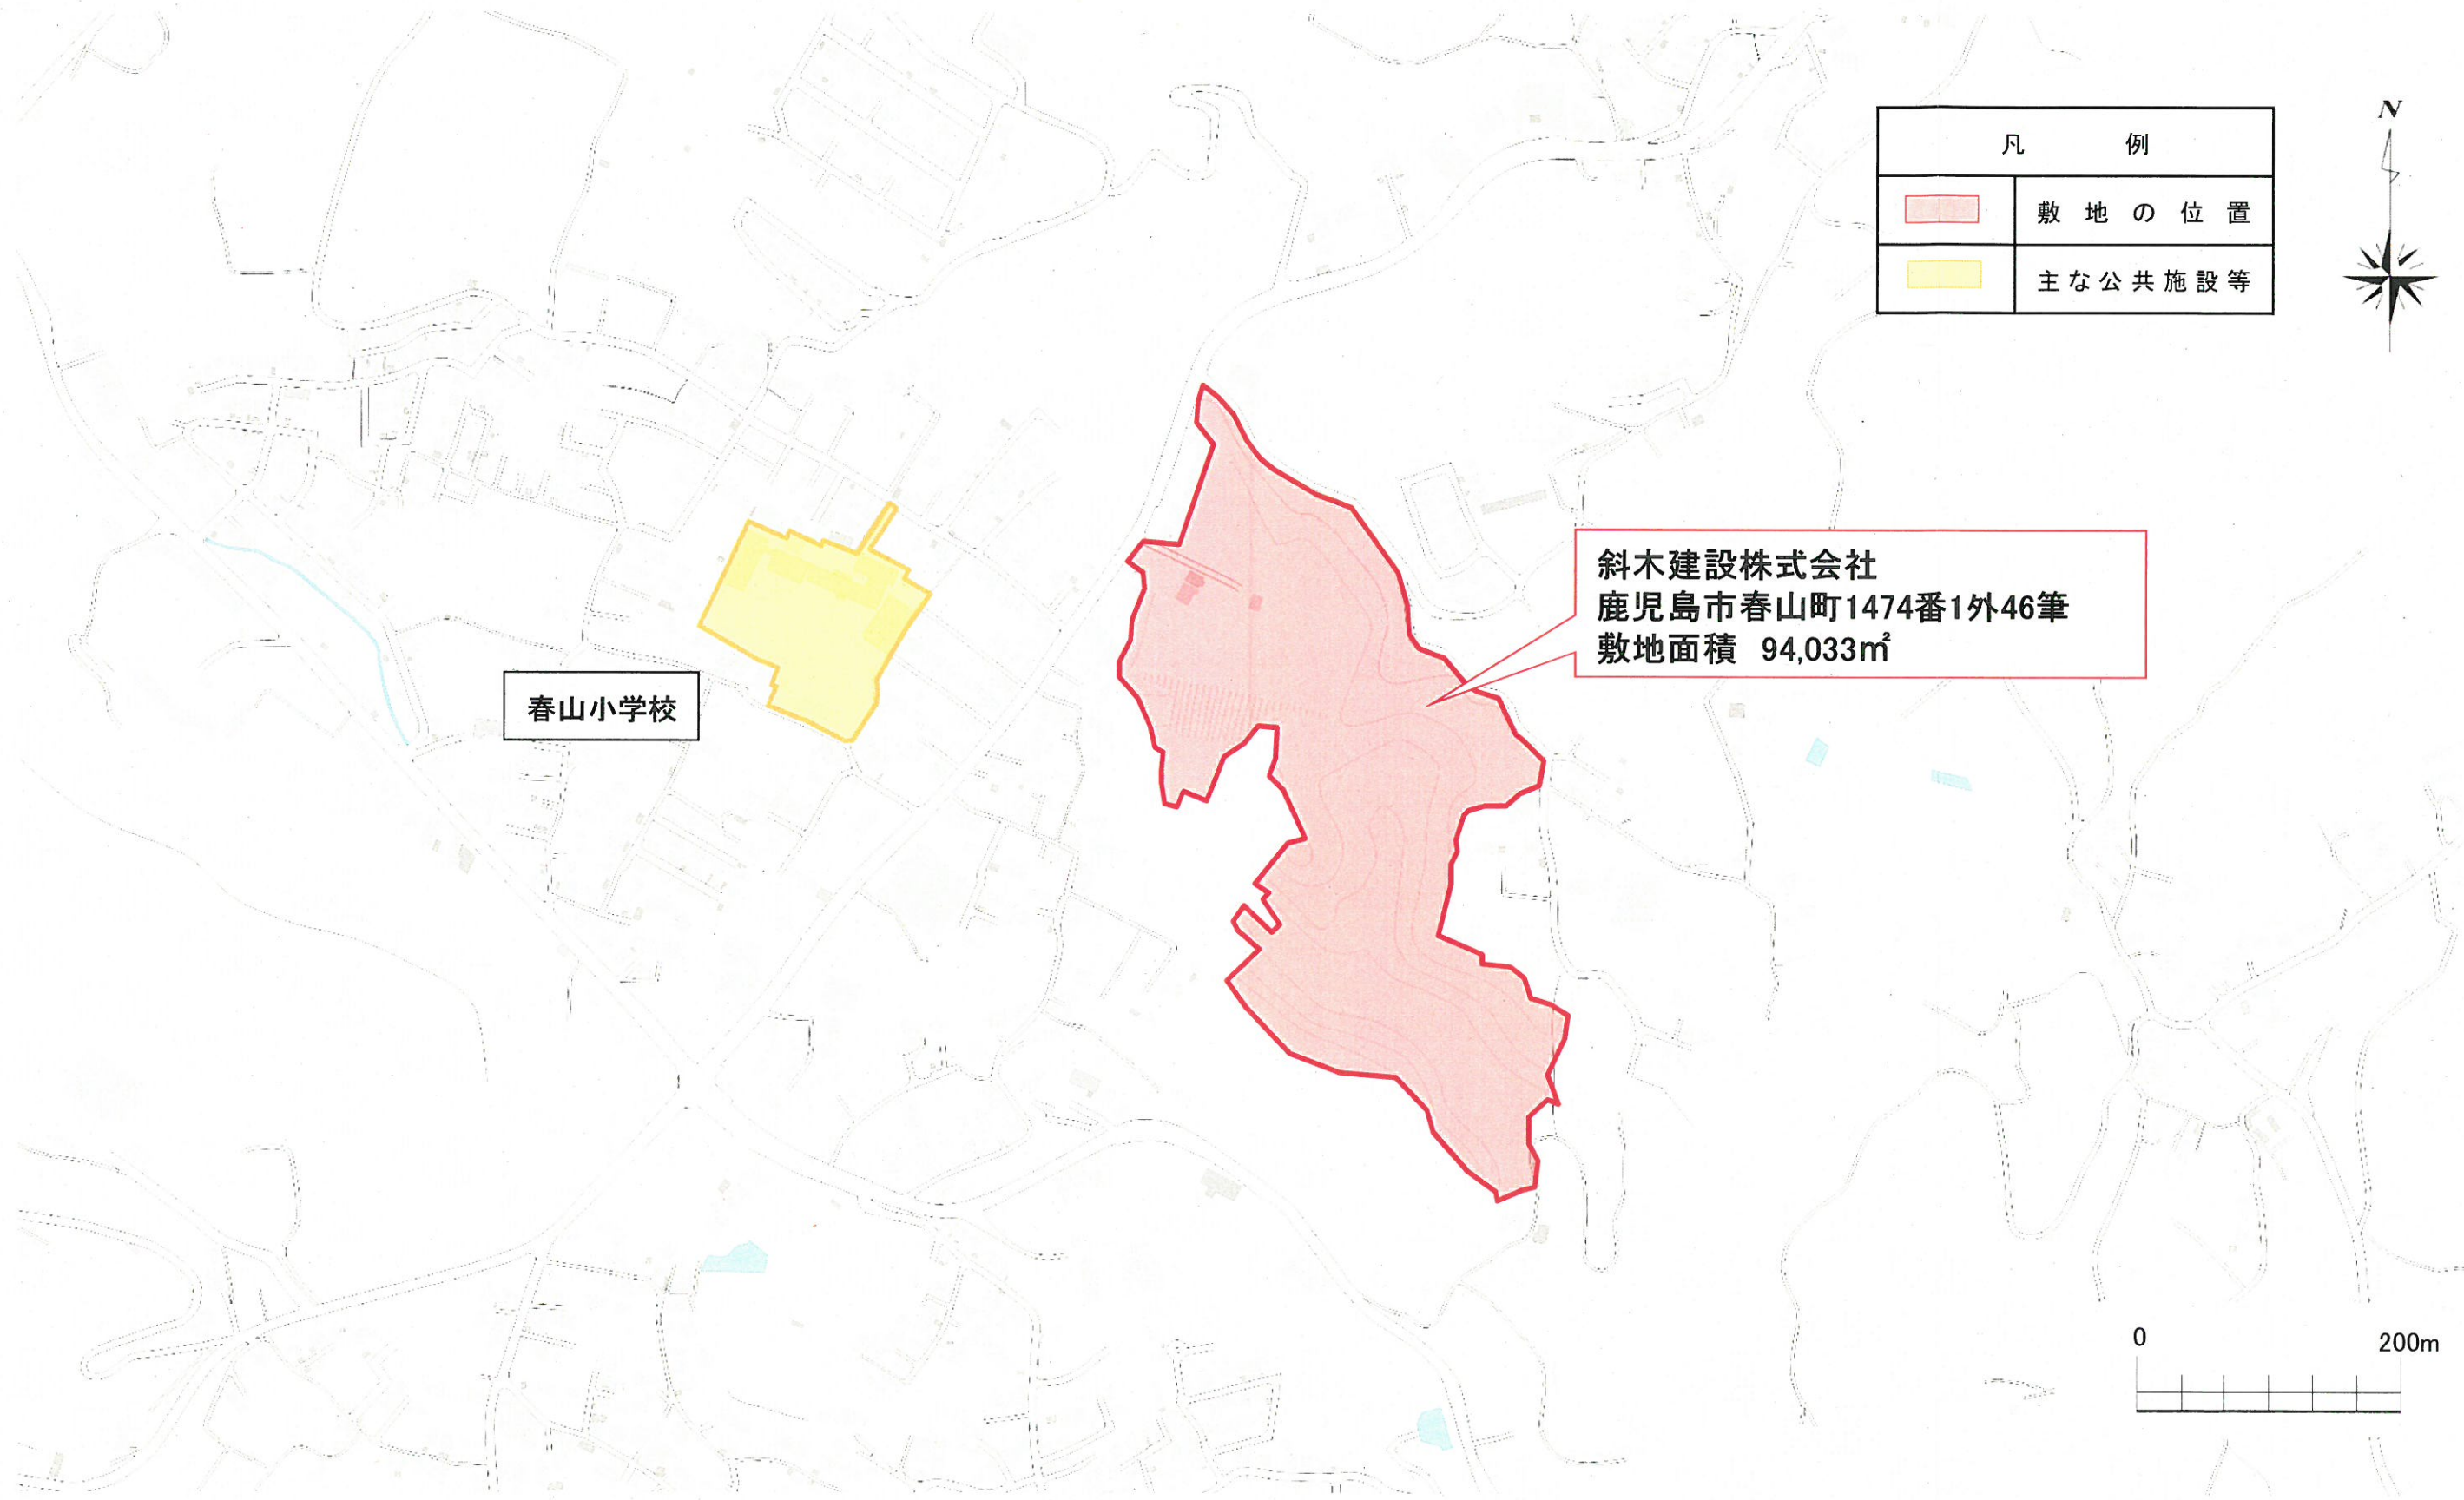 N
凡例
敷地の位置
主な公共施設等
斜木建設株式会社
鹿児島市春山町1474番1外46筆
敷地面積 94,033㎡
春山小学校
0 200m